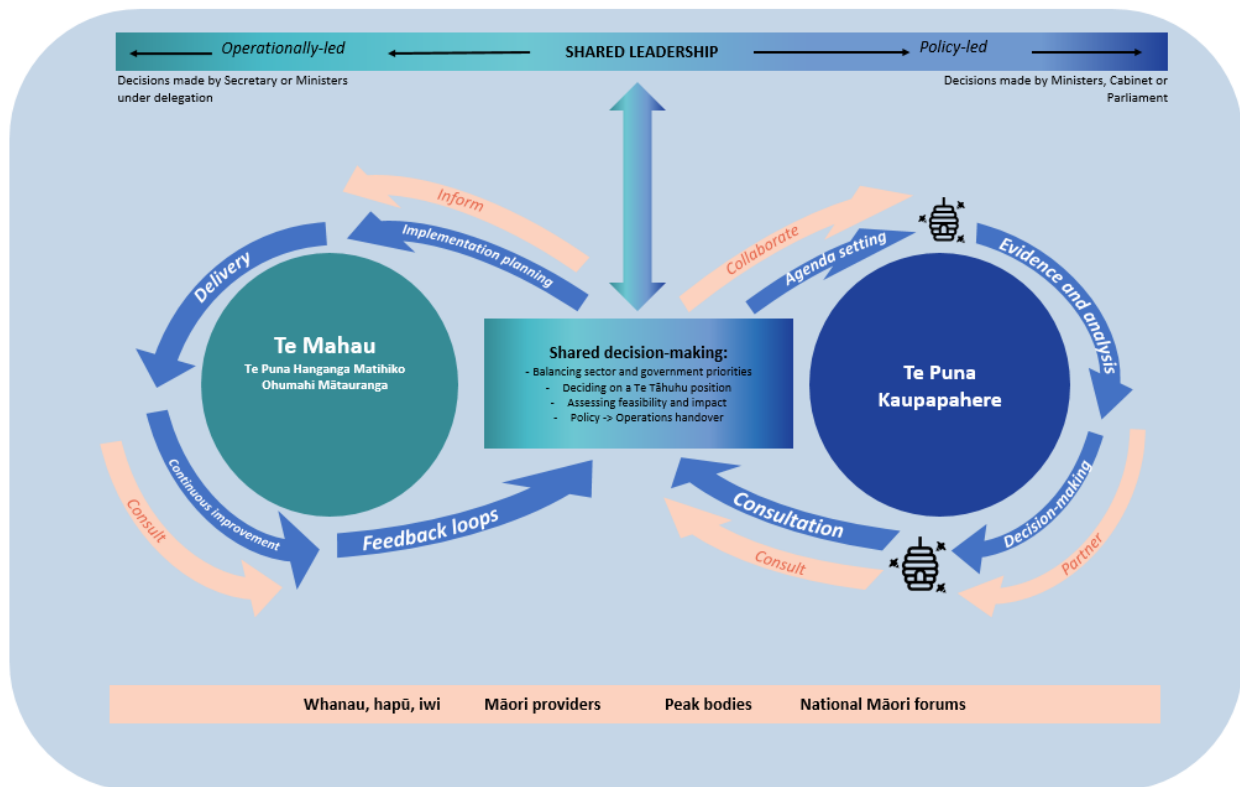 Operationally-led
SHARED LEADERSHIP
Policy-led
Decisions made by Secretary or Ministers
under delegation
Decisions made by Ministers, Cabinet or
Parliament
Inform
Implementation planning
Delivery
Collaborate
Agenda setting
Evidence and analysis
Te Mahau
Te Puna Hanganga Matihiko
Ohumahi Mātauranga
Shared decision-making:
- Balancing sector and government priorities
- Deciding on a Te Tāhuhu position
- Assessing feasibility and impact
- Policy -> Operations handover
Te Puna
Kaupapahere
Consult
Continuous improvement
Feedback loops
Consultation
Consult
Decision-making
Partner
Whanau, hapū, iwi
Māori providers
Peak bodies
National Māori forums